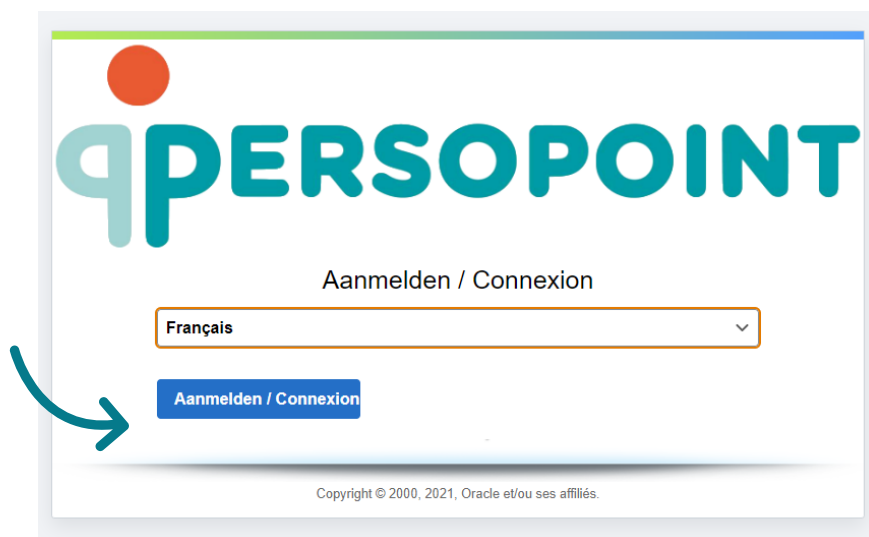 PERSOPOINT
Aanmelden / Connexion
Français
Aanmelden / Connexion
Copyright © 2000, 2021, Oracle et/ou ses affiliés.